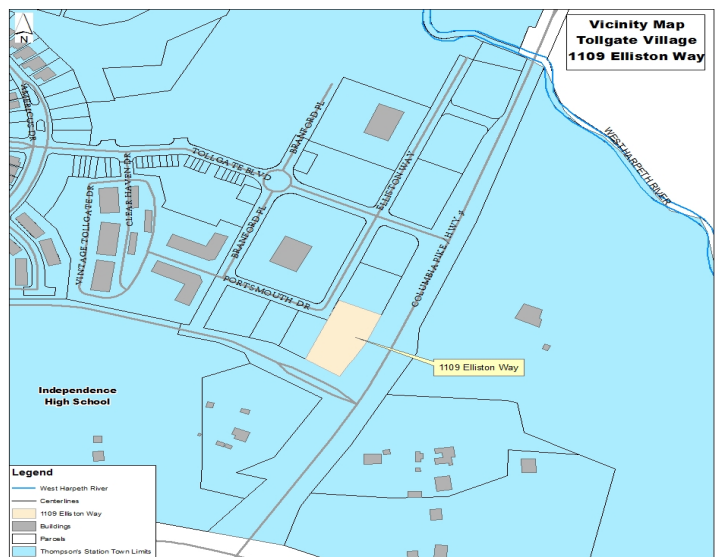 N
Vicinity Map
Tollgate Village
1109 Elliston Way
AMERICUS DR
TOLLGATE BLVD
BRANFORD PL
ELLISTON WAY
WEST HARPETH RIVER
CLEAR HAVEN DR
VINTAGE TOLLGATE DR
BRANFORD PL
PORTSMOUTH DR
COLUMBIA PIKE / HWY
1109 Elliston Way
Independence
High School
Legend
West Harpeth River
Centerlines
1109 Elliston Way
Buildings
Parcels
Thompson's Station Town Limits